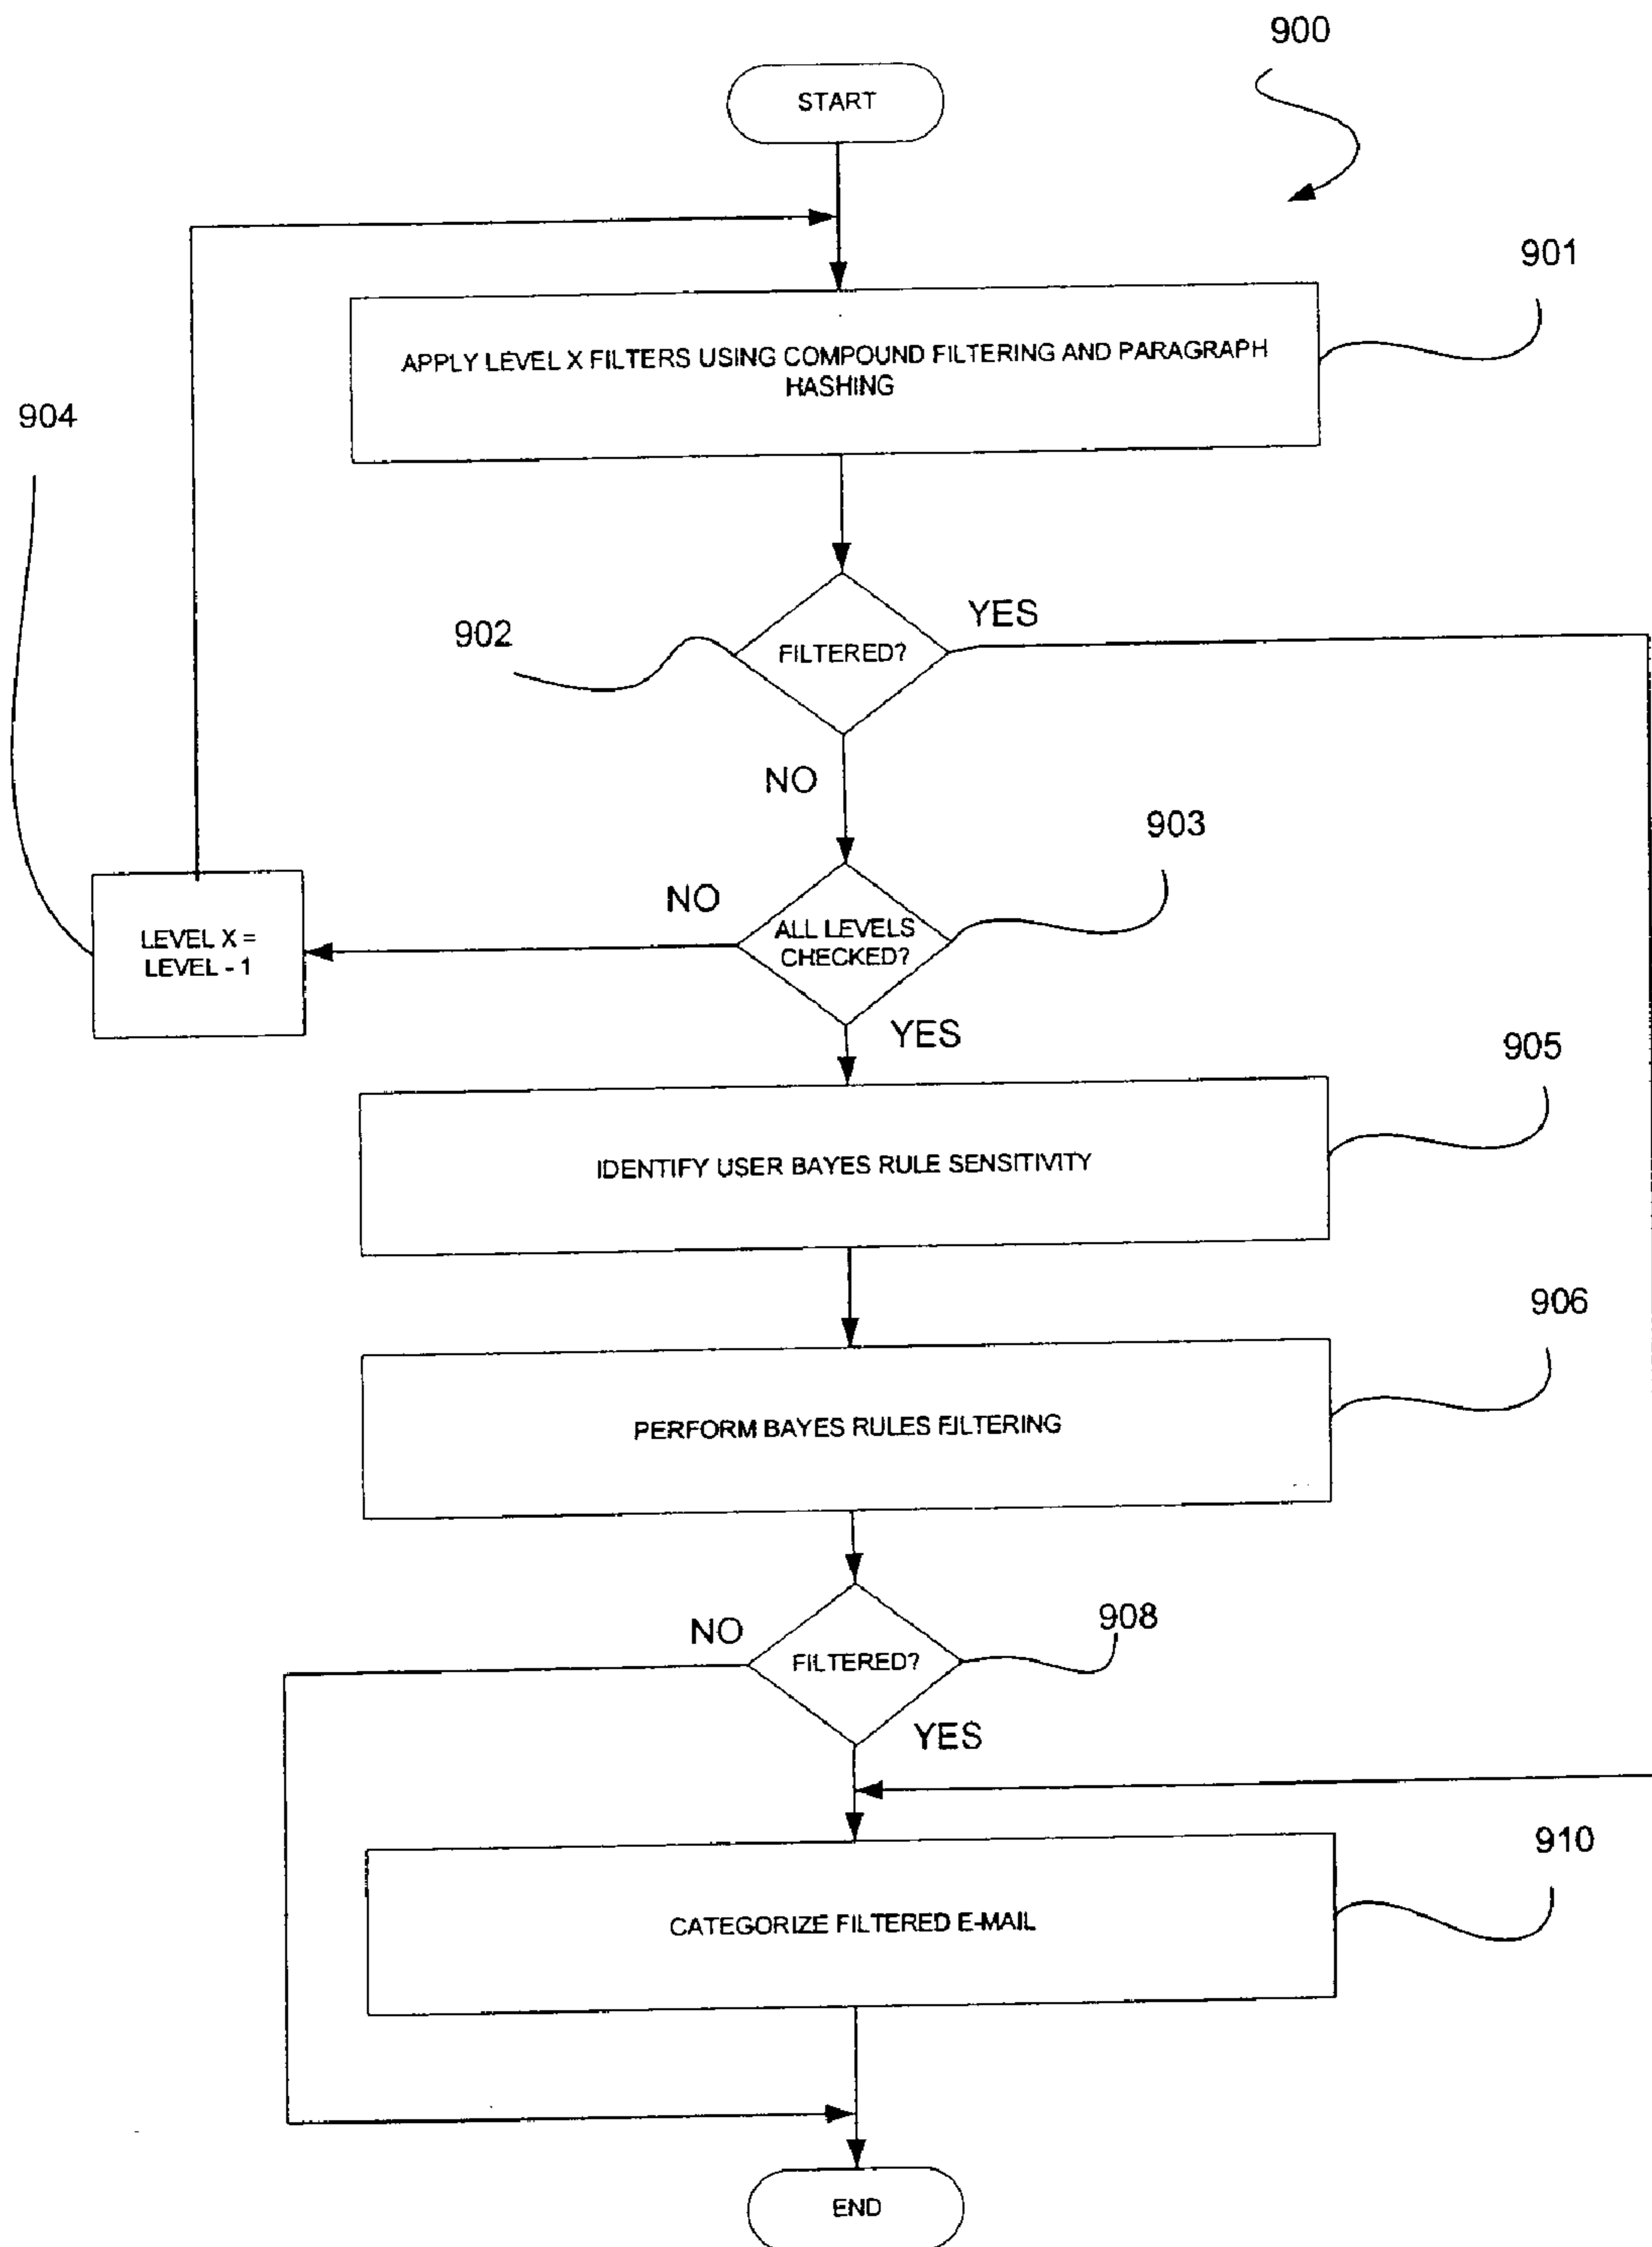 900
START
901
APPLY LEVEL X FILTERS USING COMPOUND FILTERING AND PARAGRAPH
HASHING
904
902
FILTERED?
YES
NO
903
NO
ALL LEVELS
CHECKED?
LEVEL X =
LEVEL - 1
YES
905
IDENTIFY USER BAYES RULE SENSITIVITY
906
PERFORM BAYES RULES FILTERING
908
NO
FILTERED?
YES
910
CATEGORIZE FILTERED E-MAIL
END